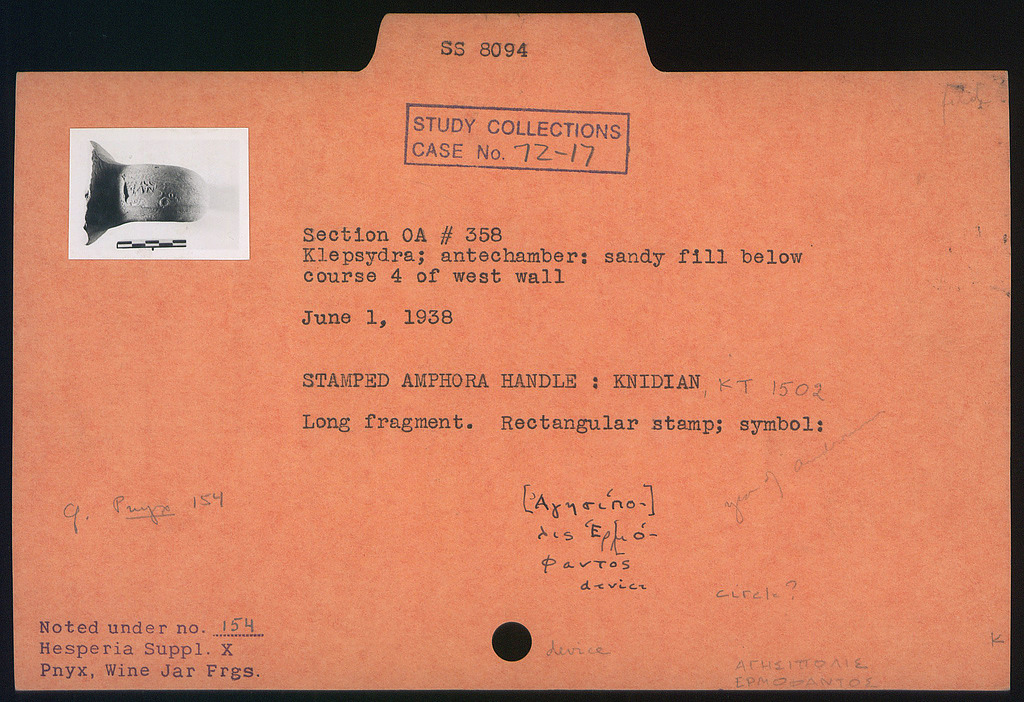 SS 8094
STUDY COLLECTIONS
CASE No. 72-17
Section OA # 358
Klepsydra; antechamber: sandy fill below
course 4 of west wall
June 1, 1938
STAMPED AMPHORA HANDLE : KNIDIAN, KT 1502
Long fragment. Rectangular stamp; symbol:
Pnyx 154
[Ἀγησίπο-]
λις Ἑρμό-
φαντος
device
circle?
Noted under no. 154
Hesperia Suppl. X
Pnyx, Wine Jar Frgs.
device
K
ΑΓΗΣΙΠΟΛΙΣ
ΕΡΜΟΦΑΝΤΟΣ